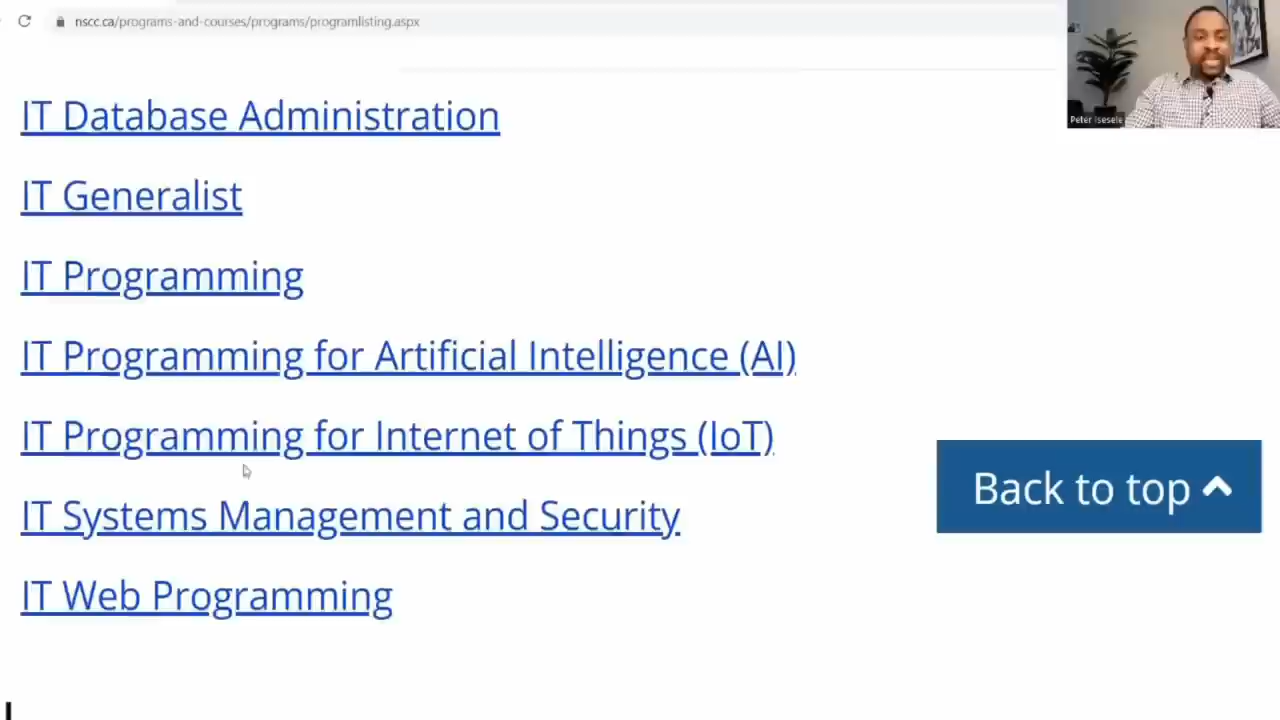 nscc.ca/programs-and-courses/programs/programlisting.aspx
Peter Isesele
IT Database Administration
IT Generalist
IT Programming
IT Programming for Artificial Intelligence (AI)
IT Programming for Internet of Things (IoT)
Back to top
IT Systems Management and Security
IT Web Programming